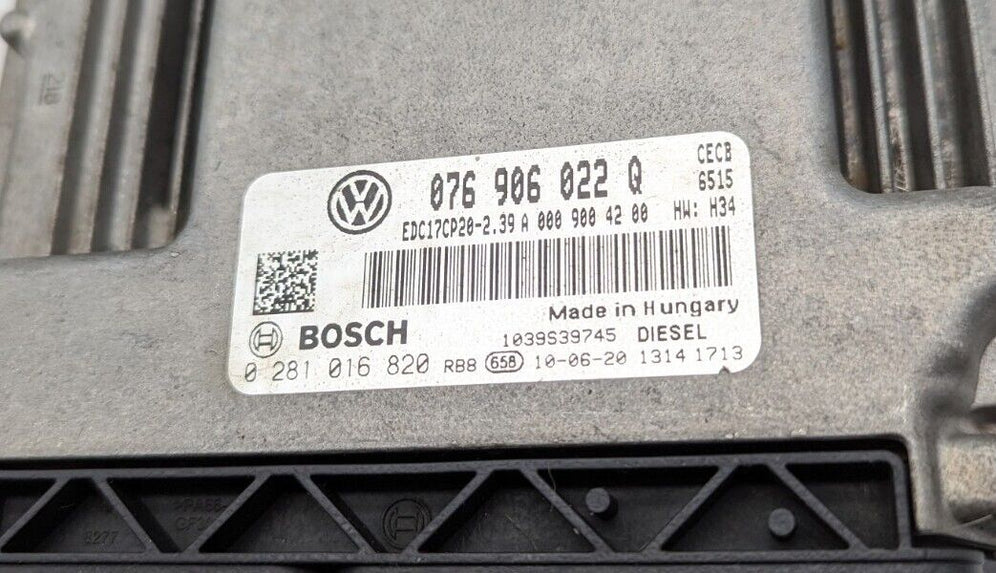 218
076 906 022 Q
CECB
6515
EDC17CP20-2.39 A 000 900 42 00
HW: H34
Made in Hungary
BOSCH
1039S39745 DIESEL
0 281 016 820 RB8 658 10-06-20 1314 1713